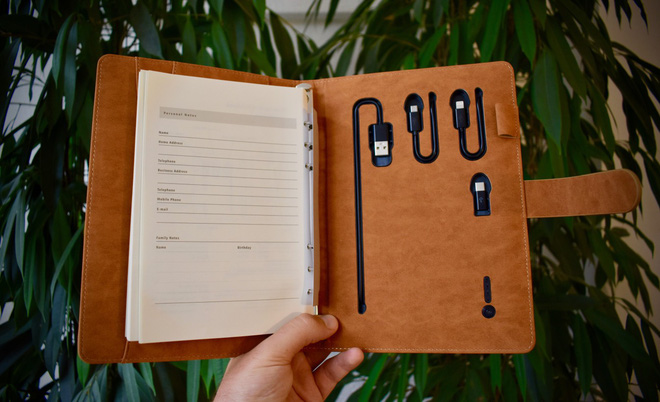 Personal Notes
Name
Home Address
Telephone
Business Address
Telephone
Mobile Phone
E-mail
Family Notes
Name Birthday